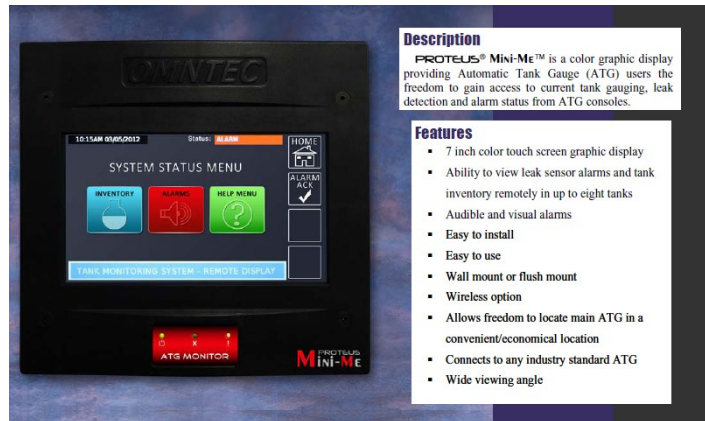 OMNTEC
10:15AM 03/05/2012 Status: ALARM
HOME
SYSTEM STATUS MENU
ALARM
ACK
INVENTORY ALARMS HELP MENU
?
TANK MONITORING SYSTEM - REMOTE DISPLAY
X !
ATG MONITOR
PROTEUS
MiNi-ME
Description
PROTEUS® MiNi-ME™ is a color graphic display
providing Automatic Tank Gauge (ATG) users the
freedom to gain access to current tank gauging, leak
detection and alarm status from ATG consoles.
Features
▪ 7 inch color touch screen graphic display
▪ Ability to view leak sensor alarms and tank
inventory remotely in up to eight tanks
▪ Audible and visual alarms
▪ Easy to install
▪ Easy to use
▪ Wall mount or flush mount
▪ Wireless option
▪ Allows freedom to locate main ATG in a
convenient/economical location
▪ Connects to any industry standard ATG
▪ Wide viewing angle